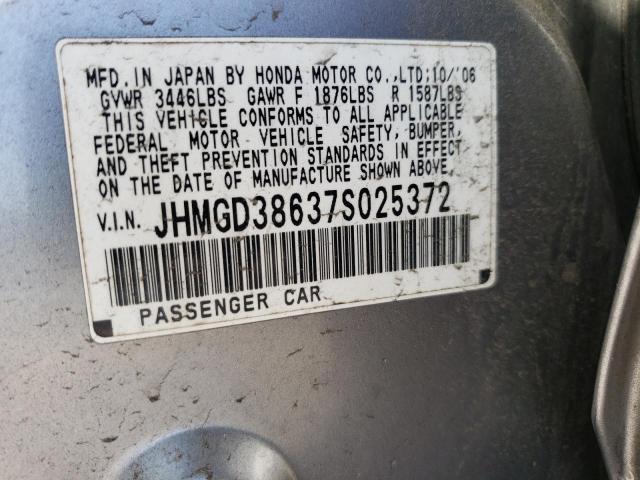 MFD. IN JAPAN BY HONDA MOTOR CO.,LTD:10/'06
GVWR 3446LBS GAWR F 1876LBS R 1587LBS
THIS VEHICLE CONFORMS TO ALL APPLICABLE
FEDERAL MOTOR VEHICLE SAFETY, BUMPER,
AND THEFT PREVENTION STANDARDS IN EFFECT
ON THE DATE OF MANUFACTURE SHOWN ABOVE.
V.I.N. JHMGD38637S025372
PASSENGER CAR